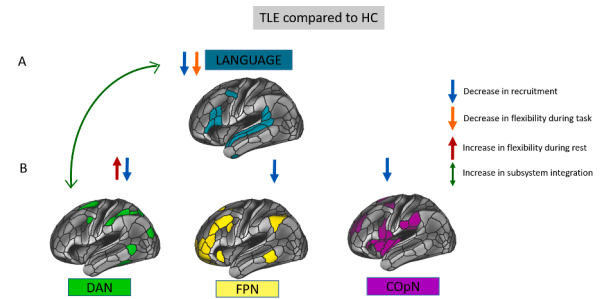 TLE compared to HC
A
LANGUAGE
Decrease in recruitment
Decrease in flexibility during task
Increase in flexibility during rest
Increase in subsystem integration
B
DAN
FPN
COpN